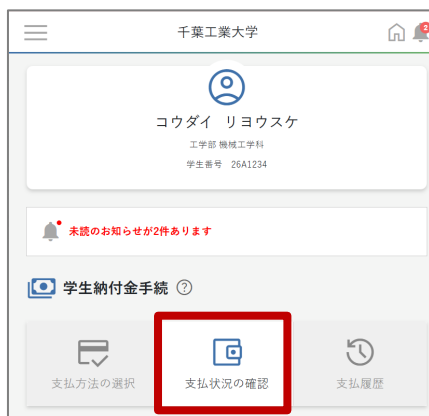 千葉工業大学
2
コウダイ リョウスケ
工学部 機械工学科
学生番号 26A1234
未読のお知らせが2件あります
学生納付金手続 ?
支払方法の選択 支払状況の確認 支払履歴